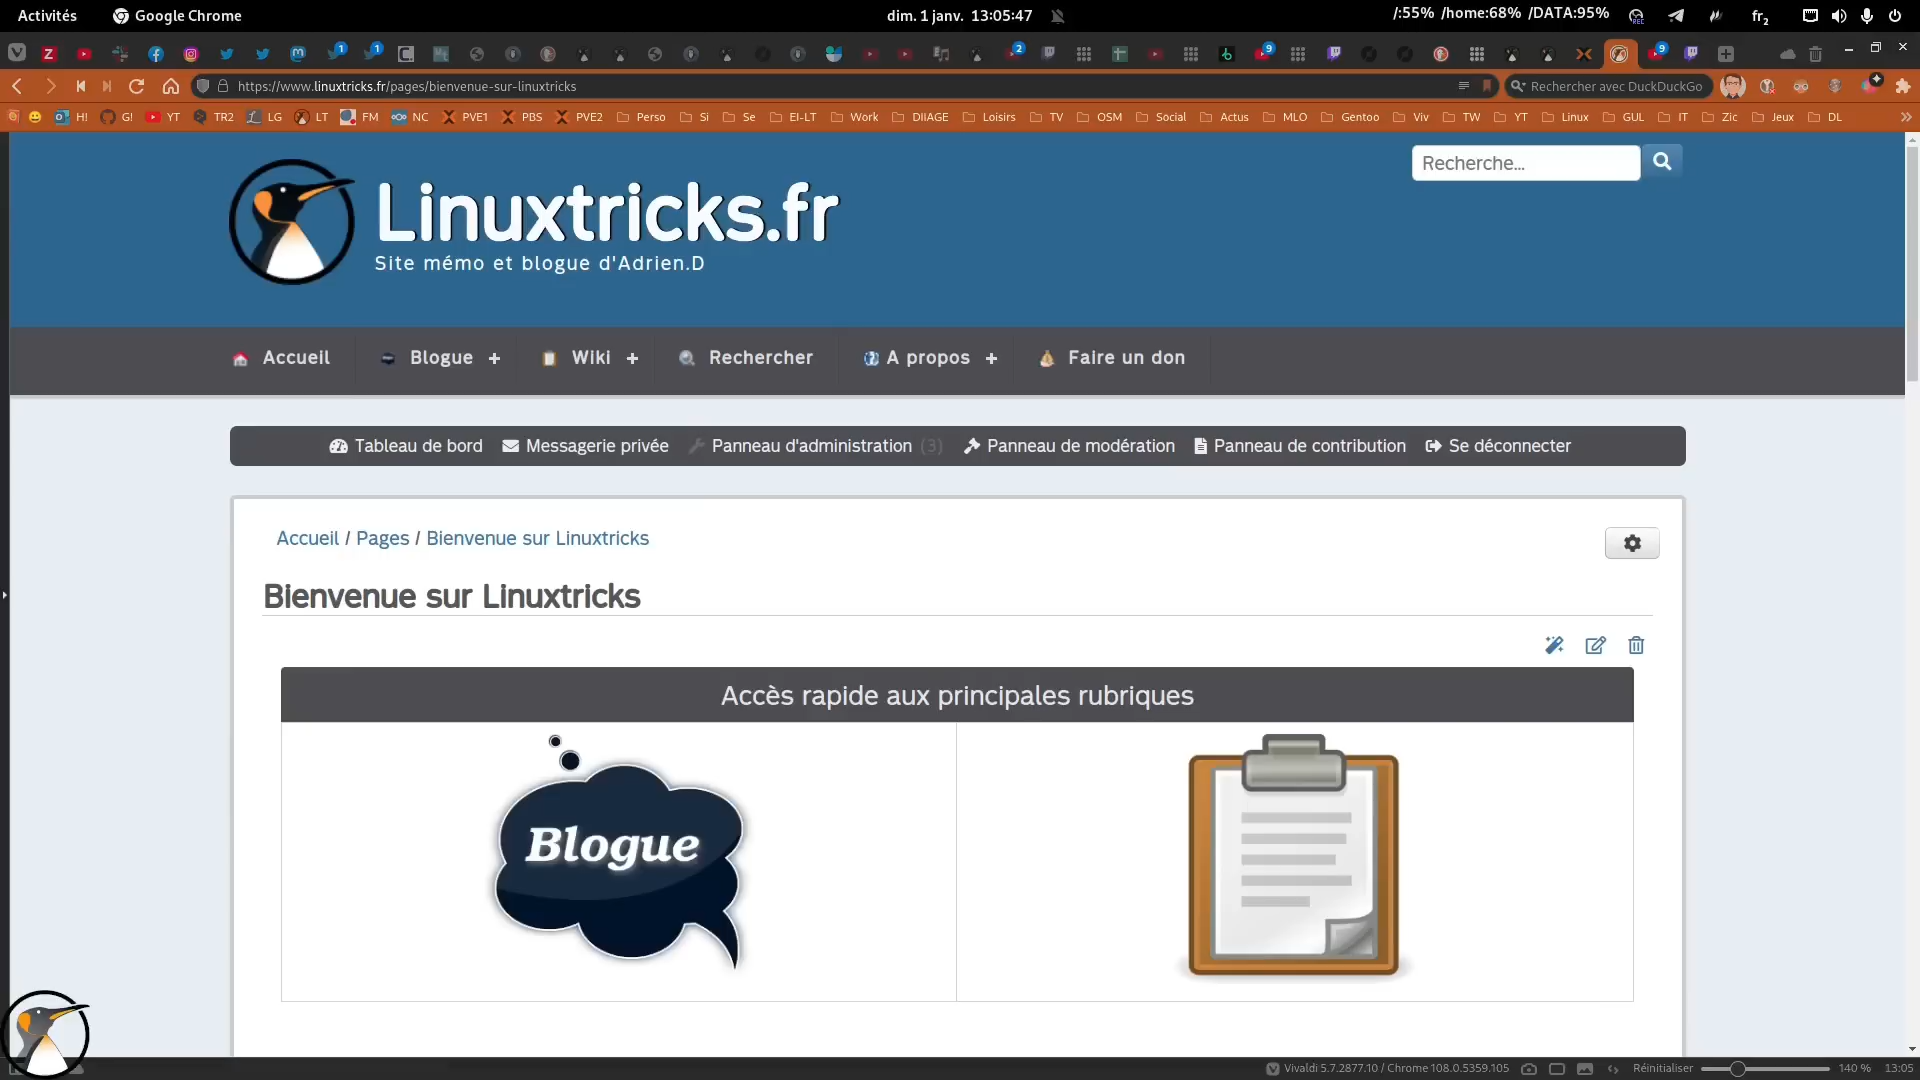 Activités
Google Chrome
dim. 1 janv. 13:05:47
/:55% /home:68% /DATA:95%
fr₂
https://www.linuxtricks.fr/pages/bienvenue-sur-linuxtricks
Rechercher avec DuckDuckGo
H! G! YT TR2 LG LT FM NC PVE1 PBS PVE2 Perso Si Se EI-LT Work DIIAGE Loisirs TV OSM Social Actus MLO Gentoo Viv TW YT Linux GUL IT Zic Jeux DL
Recherche...
Linuxtricks.fr
Site mémo et blogue d'Adrien.D
Accueil Blogue + Wiki + Rechercher A propos + Faire un don
Tableau de bord Messagerie privée Panneau d'administration (3) Panneau de modération Panneau de contribution Se déconnecter
Accueil / Pages / Bienvenue sur Linuxtricks
Bienvenue sur Linuxtricks
Accès rapide aux principales rubriques
Blogue
Vivaldi 5.7.2877.10 / Chrome 108.0.5359.105
Réinitialiser
140 %
13:05